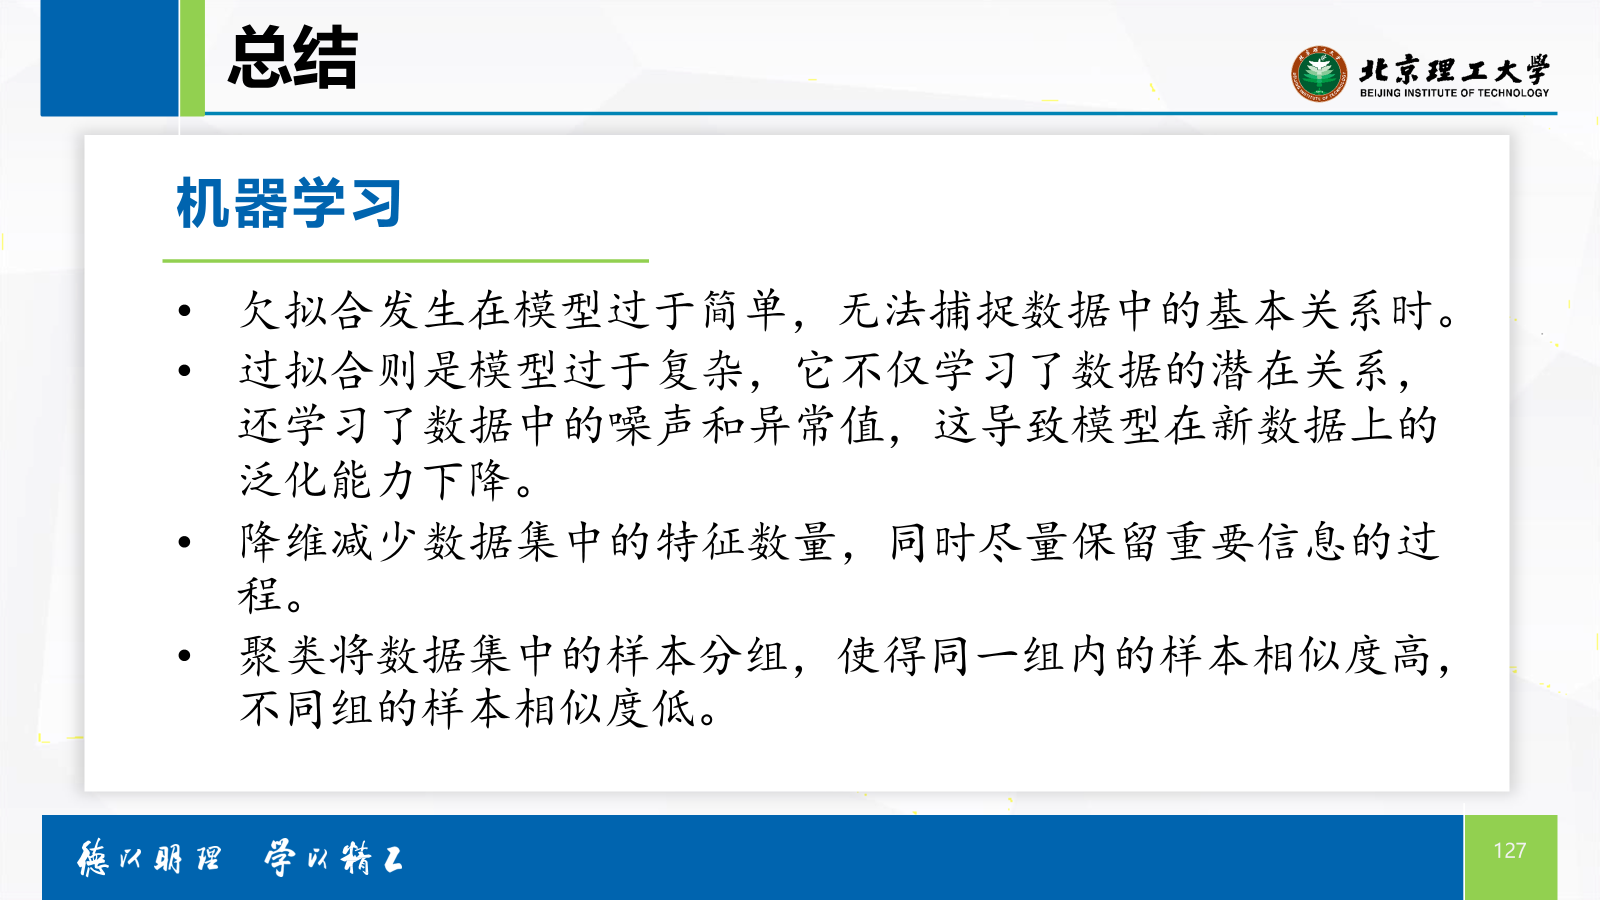 总结
北京理工大学
BEIJING INSTITUTE OF TECHNOLOGY
机器学习
• 欠拟合发生在模型过于简单，无法捕捉数据中的基本关系时。
• 过拟合则是模型过于复杂，它不仅学习了数据的潜在关系，
还学习了数据中的噪声和异常值，这导致模型在新数据上的
泛化能力下降。
• 降维减少数据集中的特征数量，同时尽量保留重要信息的过
程。
• 聚类将数据集中的样本分组，使得同一组内的样本相似度高，
不同组的样本相似度低。
德以明理 学以精工
127